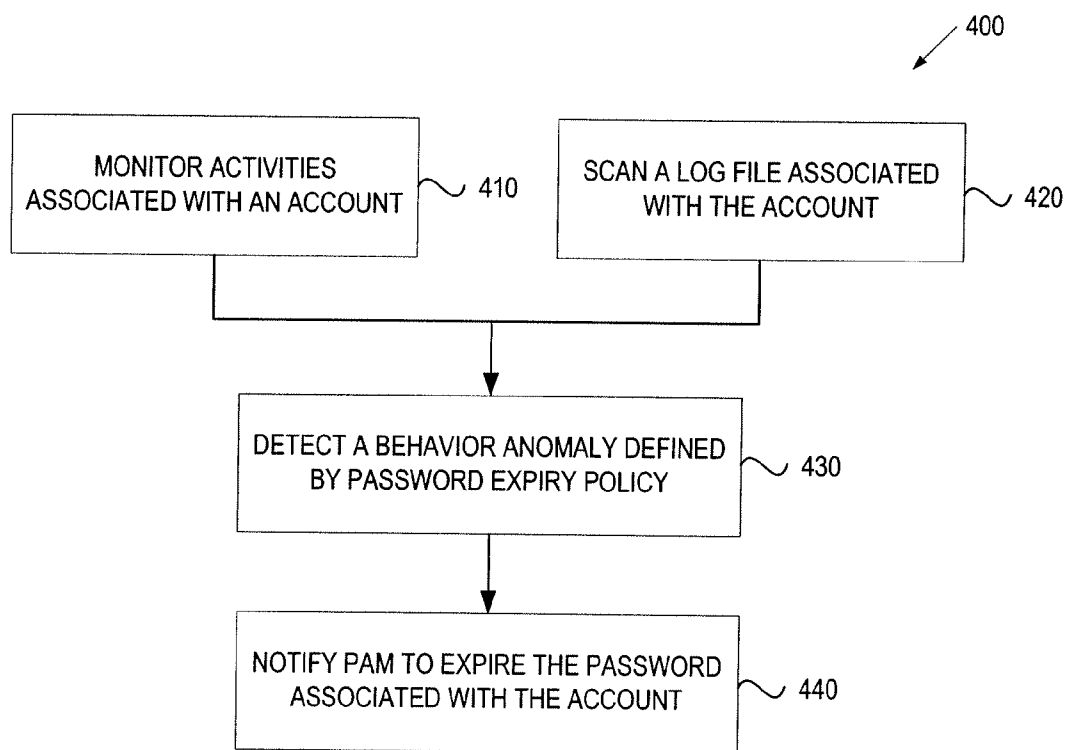 400
MONITOR ACTIVITIES
ASSOCIATED WITH AN ACCOUNT
410
SCAN A LOG FILE ASSOCIATED
WITH THE ACCOUNT
420
DETECT A BEHAVIOR ANOMALY DEFINED
BY PASSWORD EXPIRY POLICY
430
NOTIFY PAM TO EXPIRE THE PASSWORD
ASSOCIATED WITH THE ACCOUNT
440